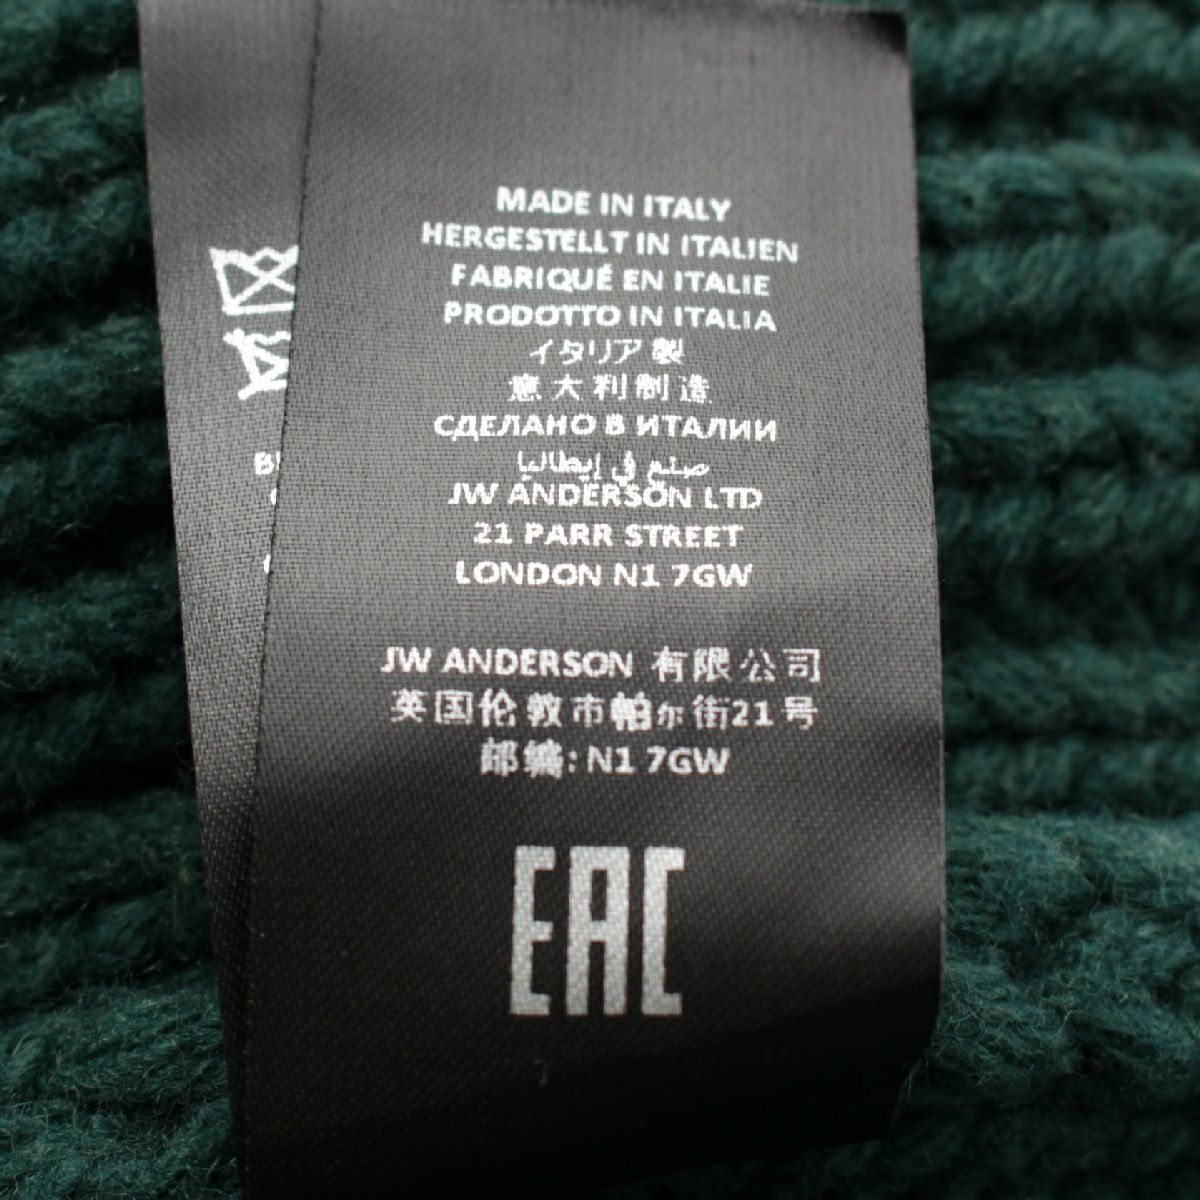 MADE IN ITALY
HERGESTELLT IN ITALIEN
FABRIQUÉ EN ITALIE
PRODOTTO IN ITALIA
イタリア製
意大利制造
СДЕЛАНО В ИТАЛИИ
صنع في إيطاليا
JW ANDERSON LTD
21 PARR STREET
LONDON N1 7GW
JW ANDERSON 有限公司
英国伦敦市帕尔街21号
邮编: N1 7GW
EAC